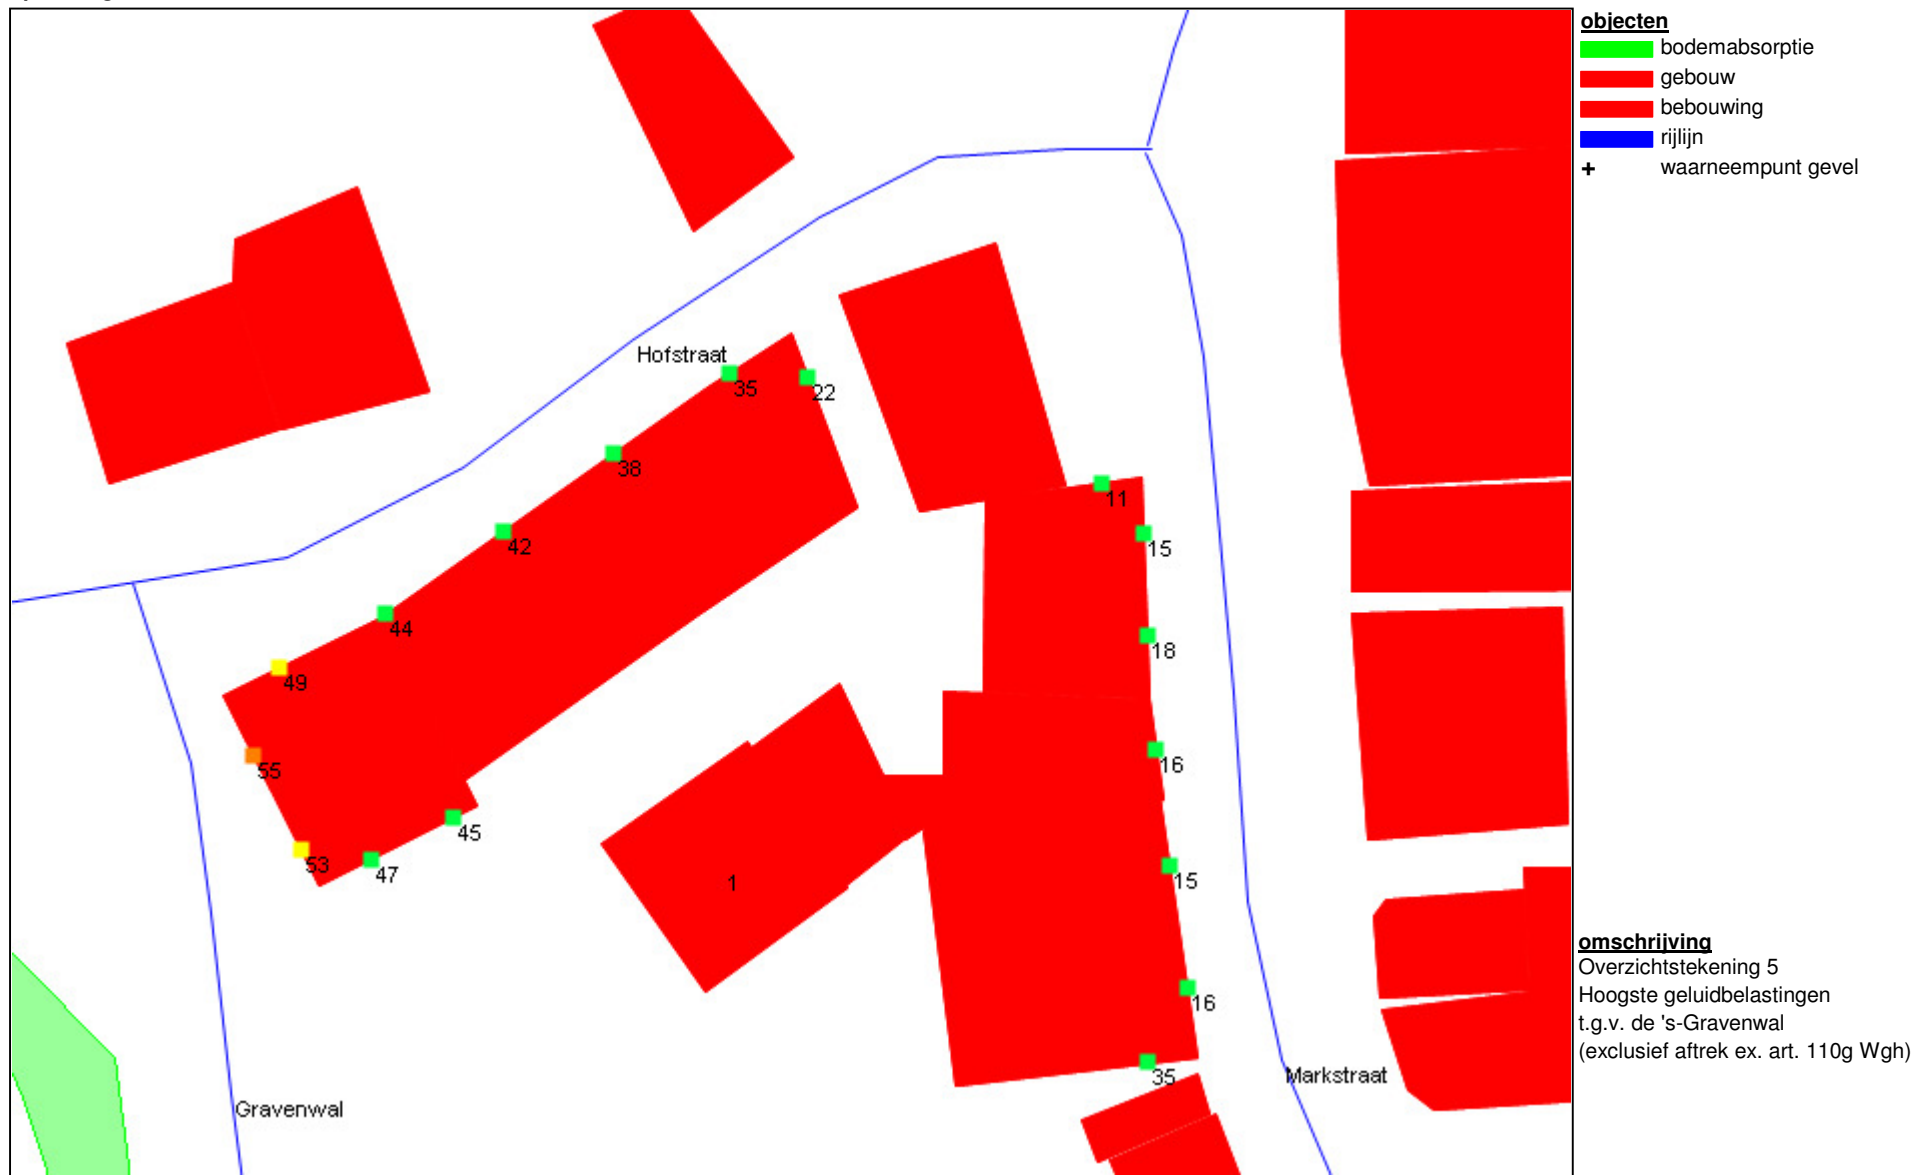 objecten
bodemabsorptie
gebouw
bebouwing
rijlijn
+ waarneempunt gevel
Hofstraat
35
22
38
11
42
15
44
18
49
16
55
45
53
47
15
1
16
35
Markstraat
Gravenwal
omschrijving
Overzichtstekening 5
Hoogste geluidbelastingen
t.g.v. de 's-Gravenwal
(exclusief aftrek ex. art. 110g Wgh)